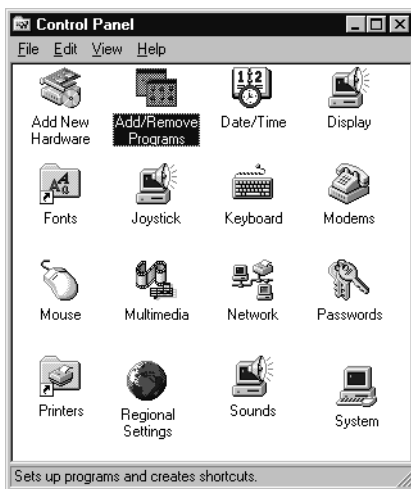 Control Panel
File Edit View Help
Add New
Hardware
Add/Remove
Programs
Date/Time
Display
Fonts
Joystick
Keyboard
Modems
Mouse
Multimedia
Network
Passwords
Printers
Regional
Settings
Sounds
System
Sets up programs and creates shortcuts.